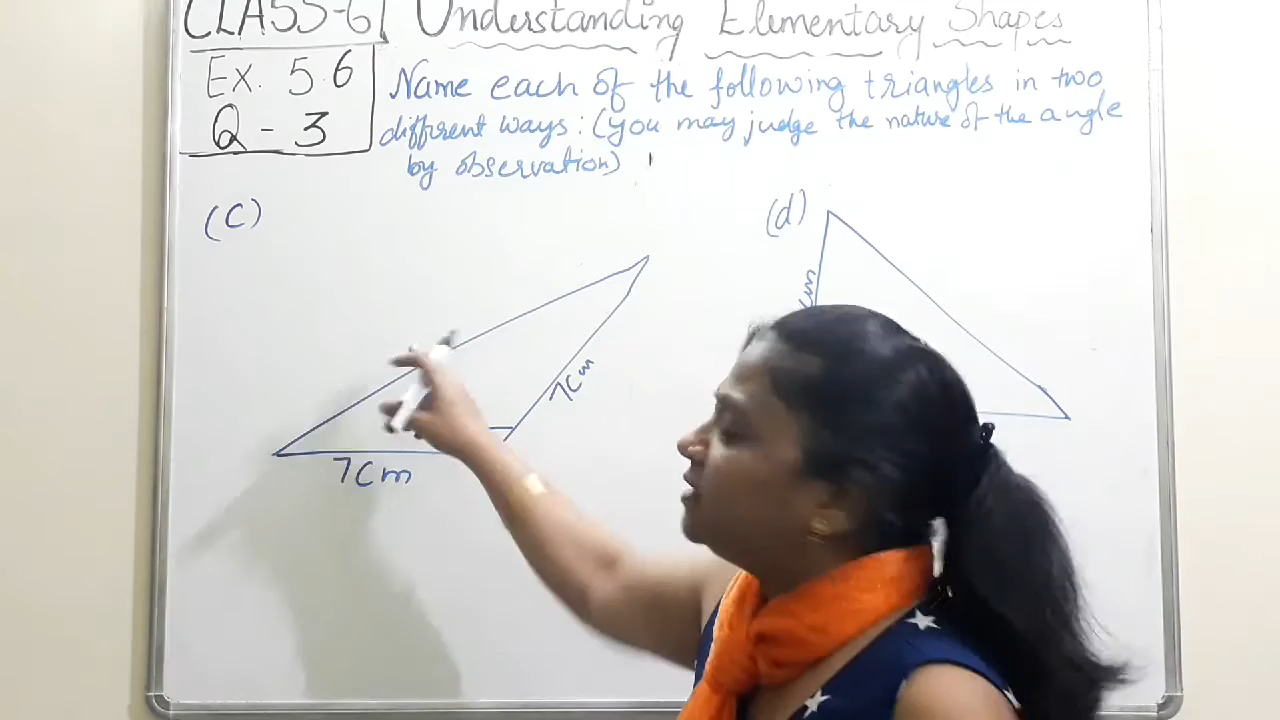 CLASS-6
Understanding Elementary Shapes
Ex. 5.6
Q - 3
Name each of the following triangles in two
different ways: (you may judge the nature of the angle
by observation)
(C)
(d)
7cm
7cm
cm